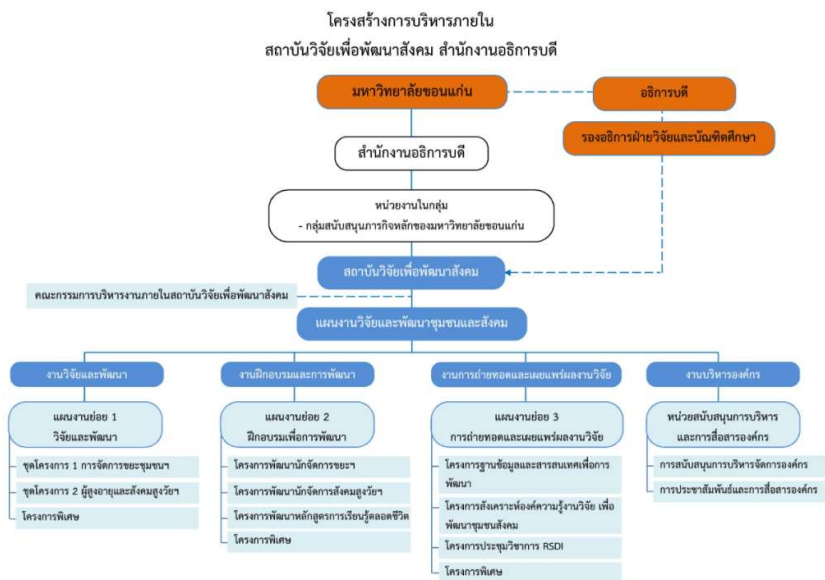 โครงสร้างการบริหารภายใน
สถาบันวิจัยเพื่อพัฒนาสังคม สำนักงานอธิการบดี
มหาวิทยาลัยขอนแก่น
อธิการบดี
รองอธิการฝ่ายวิจัยและบัณฑิตศึกษา
สำนักงานอธิการบดี
หน่วยงานในกลุ่ม
- กลุ่มสนับสนุนภารกิจหลักของมหาวิทยาลัยขอนแก่น
สถาบันวิจัยเพื่อพัฒนาสังคม
คณะกรรมการบริหารงานภายในสถาบันวิจัยเพื่อพัฒนาสังคม
แผนงานวิจัยและพัฒนาชุมชนและสังคม
งานวิจัยและพัฒนา
แผนงานย่อย 1
วิจัยและพัฒนา
ชุดโครงการ 1 การจัดการขยะชุมชนฯ
ชุดโครงการ 2 ผู้สูงอายุและสังคมสูงวัยฯ
โครงการพิเศษ
งานฝึกอบรมและการพัฒนา
แผนงานย่อย 2
ฝึกอบรมเพื่อการพัฒนา
โครงการพัฒนานักจัดการขยะฯ
โครงการพัฒนานักจัดการสังคมสูงวัยฯ
โครงการพัฒนาหลักสูตรการเรียนรู้ตลอดชีวิต
โครงการพิเศษ
งานการถ่ายทอดและเผยแพร่ผลงานวิจัย
แผนงานย่อย 3
การถ่ายทอดและเผยแพร่ผลงานวิจัย
โครงการฐานข้อมูลและสารสนเทศเพื่อการ
พัฒนา
โครงการสังเคราะห์องค์ความรู้งานวิจัย เพื่อ
พัฒนาชุมชนสังคม
โครงการประชุมวิชาการ RSDI
โครงการพิเศษ
งานบริหารองค์กร
หน่วยสนับสนุนการบริหาร
และการสื่อสารองค์กร
การสนับสนุนการบริหารจัดการองค์กร
การประชาสัมพันธ์และการสื่อสารองค์กร